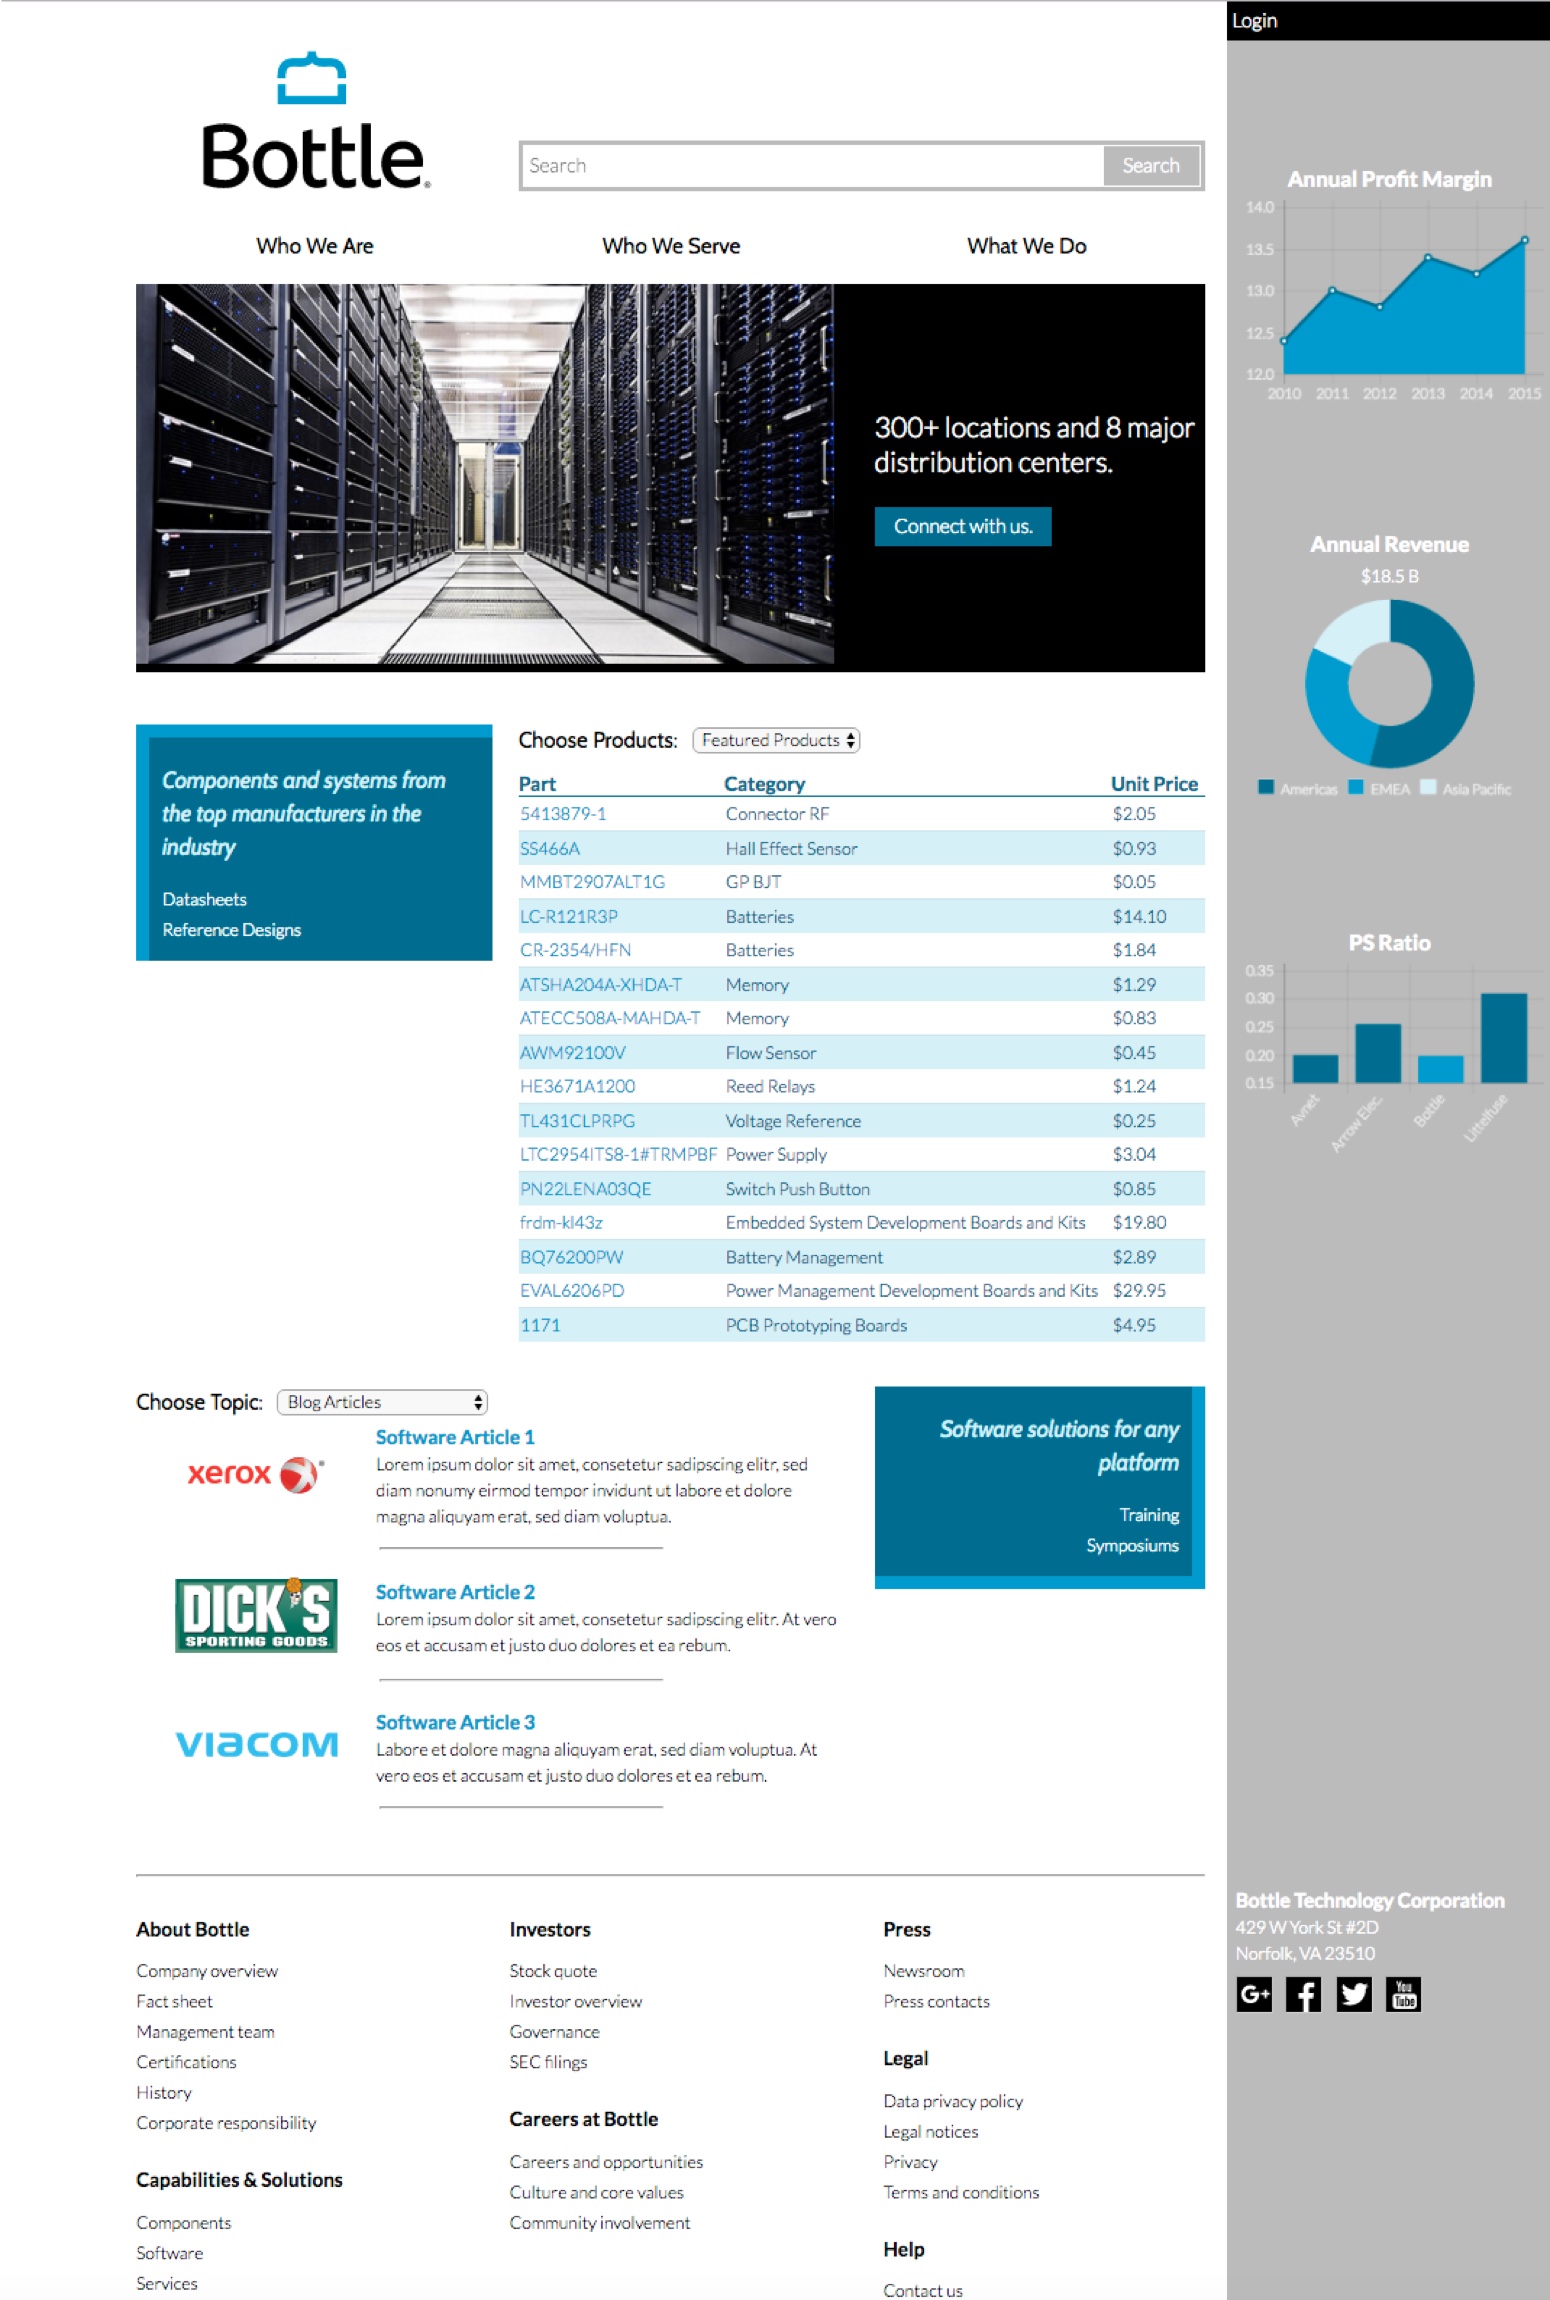 Login
Bottle®
Search
Search
Who We Are
Who We Serve
What We Do
300+ locations and 8 major
distribution centers.
Connect with us.
Annual Profit Margin
14.0
13.5
13.0
12.5
12.0
2010 2011 2012 2013 2014 2015
Annual Revenue
$18.5 B
Americas EMEA Asia Pacific
PS Ratio
0.35
0.30
0.25
0.20
0.15
Avnet
Arrow Elec.
Bottle
Littelfuse
Components and systems from
the top manufacturers in the
industry
Datasheets
Reference Designs
Choose Products: Featured Products
Part Category Unit Price
5413879-1 Connector RF $2.05
SS466A Hall Effect Sensor $0.93
MMBT2907ALT1G GP BJT $0.05
LC-R121R3P Batteries $14.10
CR-2354/HFN Batteries $1.84
ATSHA204A-XHDA-T Memory $1.29
ATECC508A-MAHDA-T Memory $0.83
AWM92100V Flow Sensor $0.45
HE3671A1200 Reed Relays $1.24
TL431CLPRPG Voltage Reference $0.25
LTC2954ITS8-1#TRMPBF Power Supply $3.04
PN22LENA03QE Switch Push Button $0.85
frdm-kl43z Embedded System Development Boards and Kits $19.80
BQ76200PW Battery Management $2.89
EVAL6206PD Power Management Development Boards and Kits $29.95
1171 PCB Prototyping Boards $4.95
Choose Topic: Blog Articles
xerox
Software Article 1
Lorem ipsum dolor sit amet, consetetur sadipscing elitr, sed
diam nonumy eirmod tempor invidunt ut labore et dolore
magna aliquyam erat, sed diam voluptua.
DICK'S
SPORTING GOODS
Software Article 2
Lorem ipsum dolor sit amet, consetetur sadipscing elitr. At vero
eos et accusam et justo duo dolores et ea rebum.
viacom
Software Article 3
Labore et dolore magna aliquyam erat, sed diam voluptua. At
vero eos et accusam et justo duo dolores et ea rebum.
Software solutions for any
platform
Training
Symposiums
About Bottle
Company overview
Fact sheet
Management team
Certifications
History
Corporate responsibility
Capabilities & Solutions
Components
Software
Services
Investors
Stock quote
Investor overview
Governance
SEC filings
Careers at Bottle
Careers and opportunities
Culture and core values
Community involvement
Press
Newsroom
Press contacts
Legal
Data privacy policy
Legal notices
Privacy
Terms and conditions
Help
Contact us
Bottle Technology Corporation
429 W York St #2D
Norfolk, VA 23510
G+
f
You
Tube